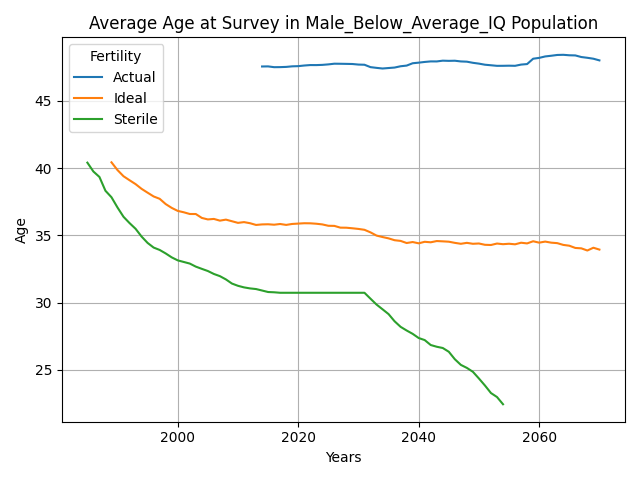 Average Age at Survey in Male_Below_Average_IQ Population
Fertility
Actual
Ideal
Sterile
Age
45
40
35
30
25
2000
2020
2040
2060
Years